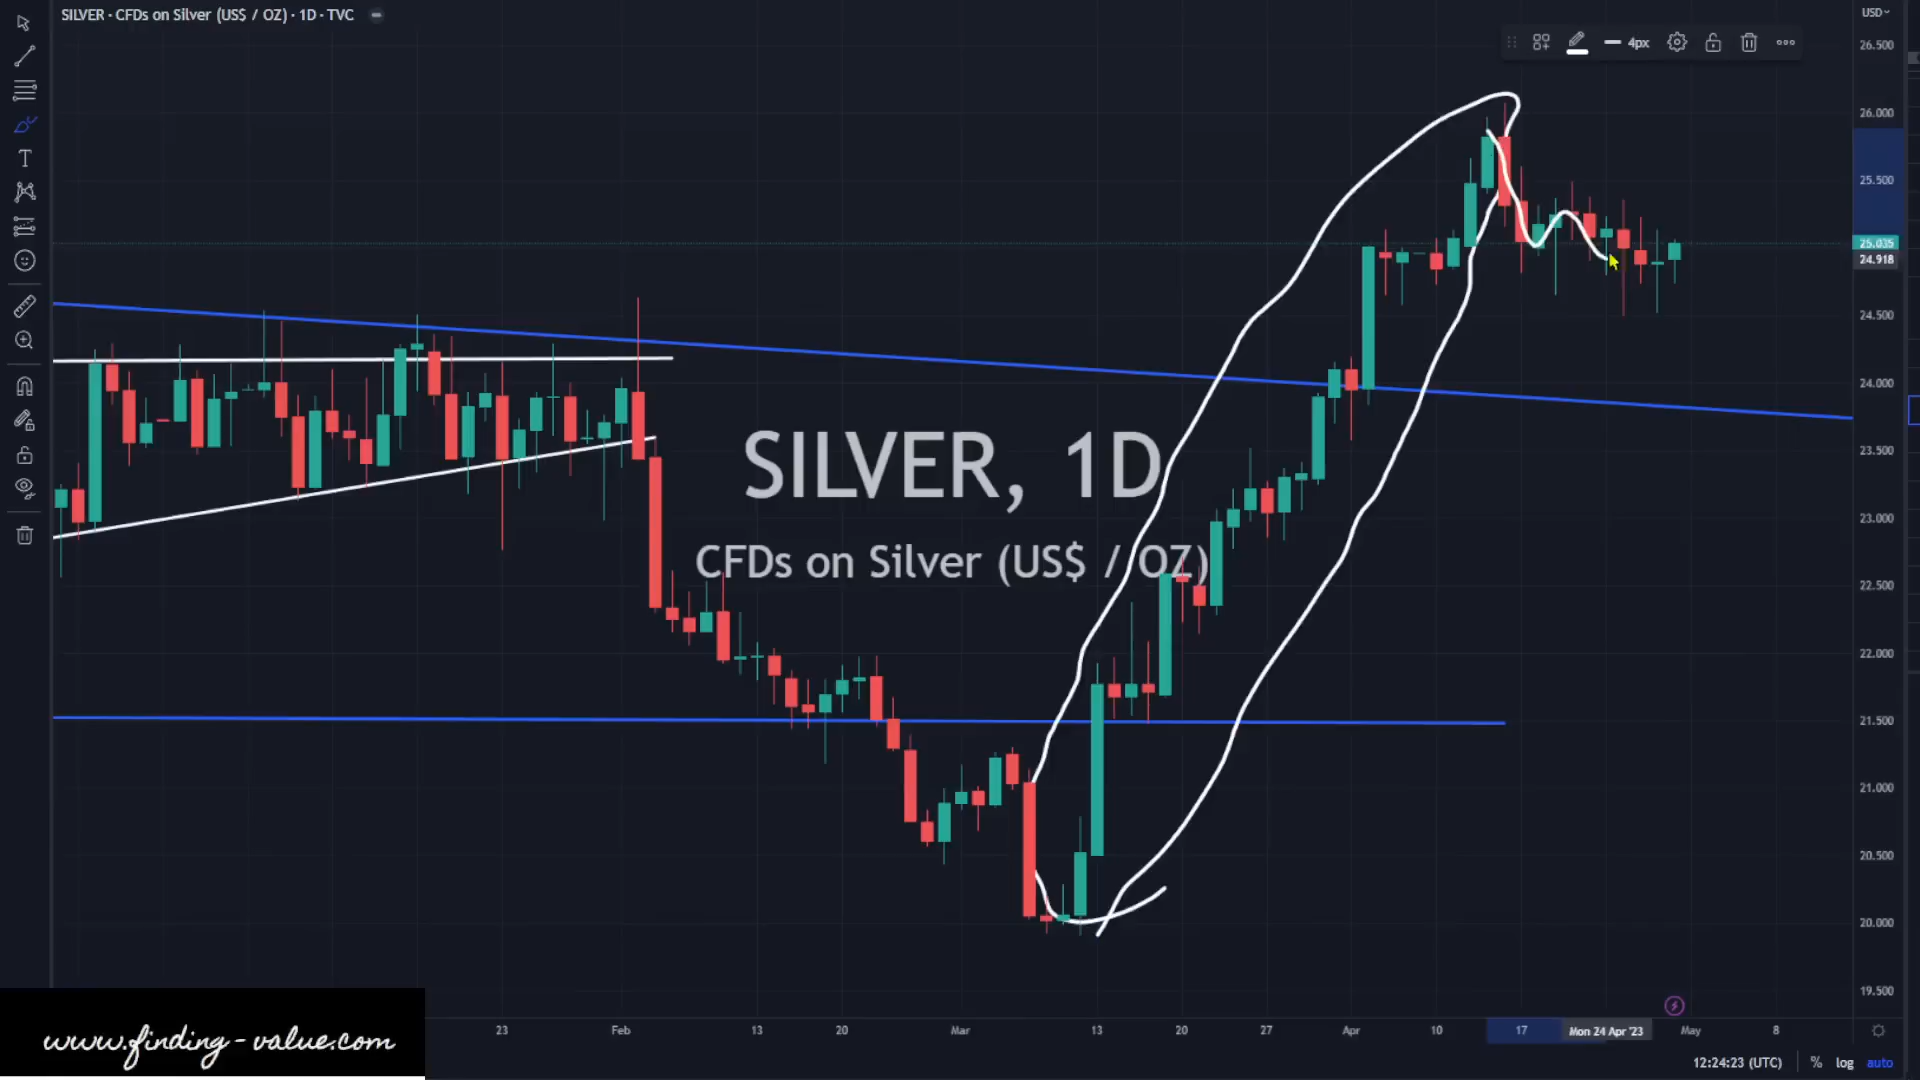 SILVER · CFDs on Silver (US$ / OZ) · 1D · TVC
USD
4px
26.500
26.000
25.500
25.035
24.918
24.500
24.000
23.500
23.000
22.500
22.000
21.500
21.000
20.500
20.000
19.500
SILVER, 1D
CFDs on Silver (US$ / OZ)
23 Feb 13 20 Mar 13 20 27 Apr 10 17 Mon 24 Apr '23 May 8
www.finding-value.com
12:24:23 (UTC) % log auto